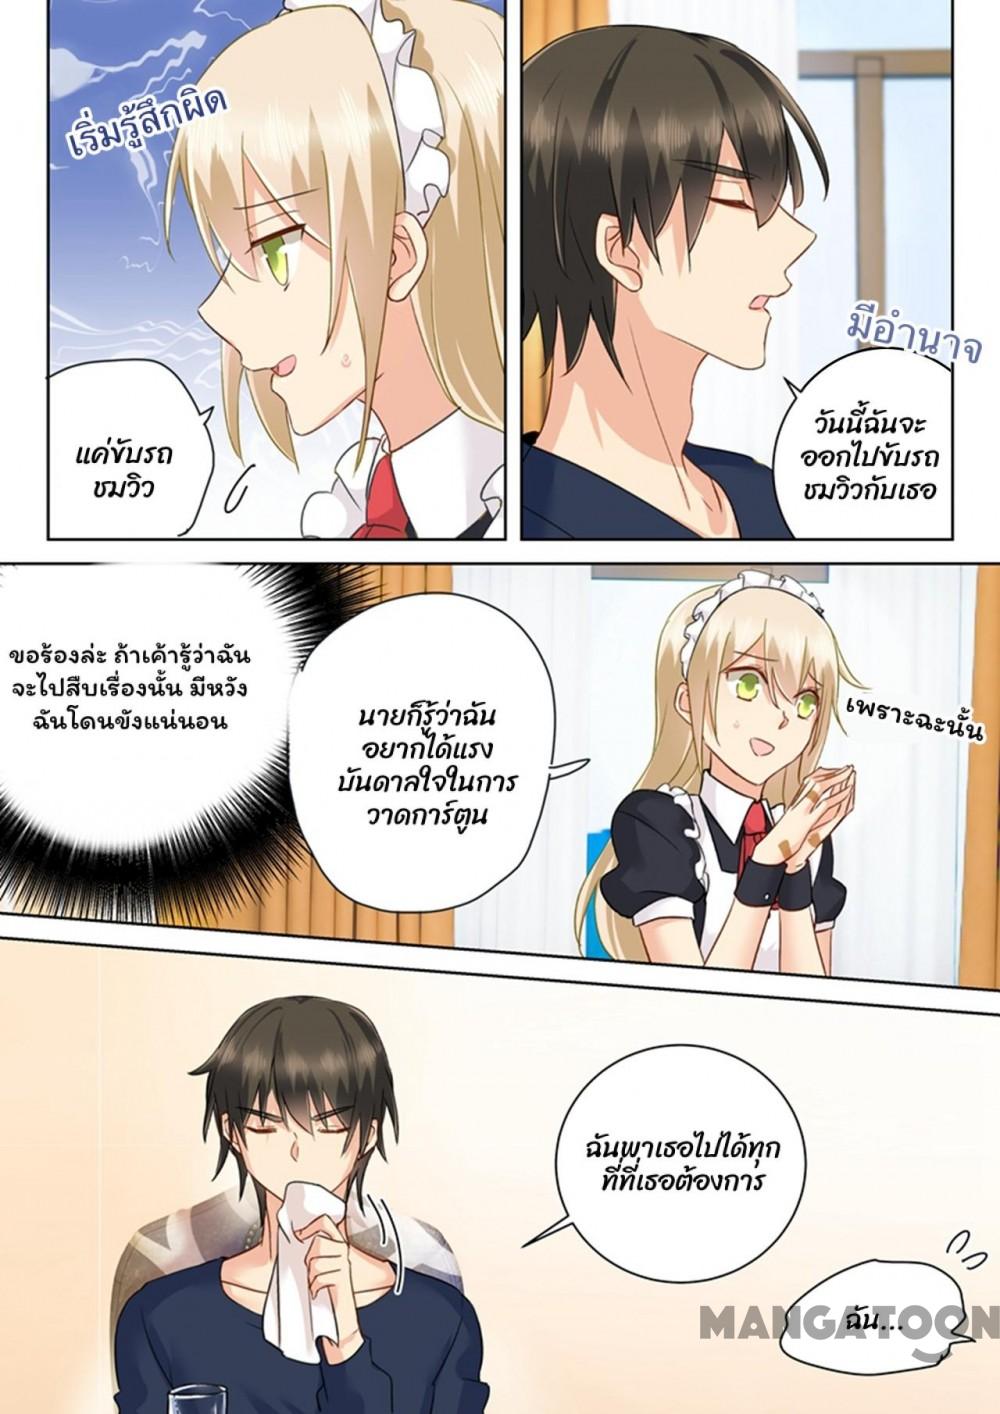 เริ่มรู้สึกผิด
แค่ขับรถ
ชมวิว
มีอำนาจ
วันนี้ฉันจะ
ออกไปขับรถ
ชมวิวกับเธอ
ขอร้องล่ะ ถ้าเค้ารู้ว่าฉัน
จะไปสืบเรื่องนั้น มีหวัง
ฉันโดนขังแน่นอน
นายก็รู้ว่าฉัน
อยากได้แรง
บันดาลใจในการ
วาดการ์ตูน
เพราะฉะนั้น
ฉันพาเธอไปได้ทุก
ที่ที่เธอต้องการ
ฉัน...
MANGATOON